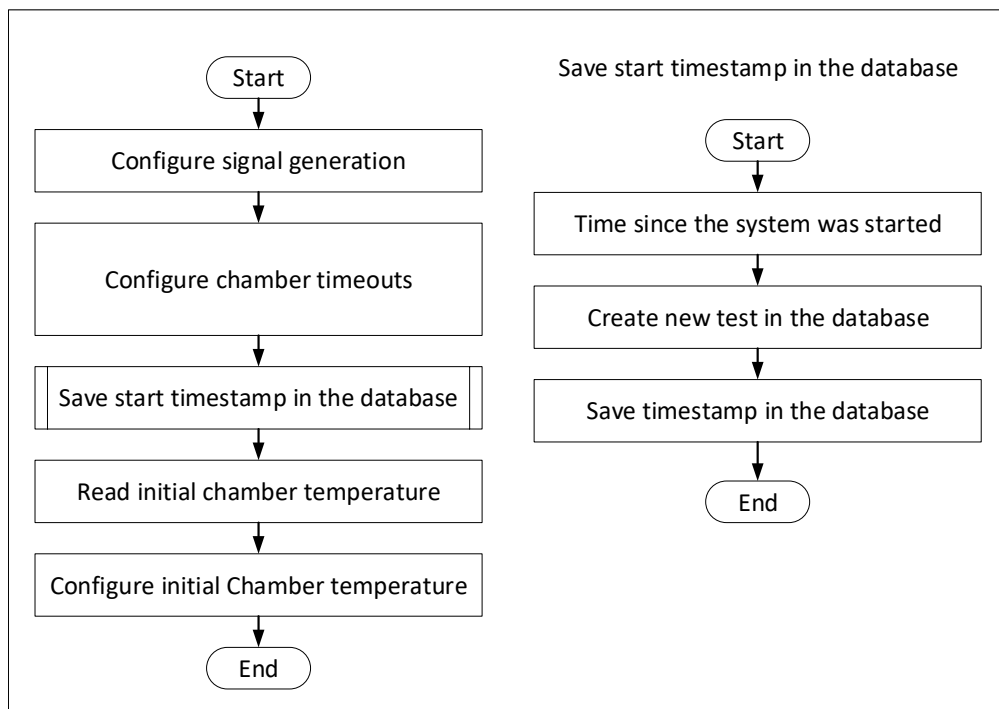 Start
Configure signal generation
Configure chamber timeouts
Save start timestamp in the database
Read initial chamber temperature
Configure initial Chamber temperature
End
Save start timestamp in the database
Start
Time since the system was started
Create new test in the database
Save timestamp in the database
End